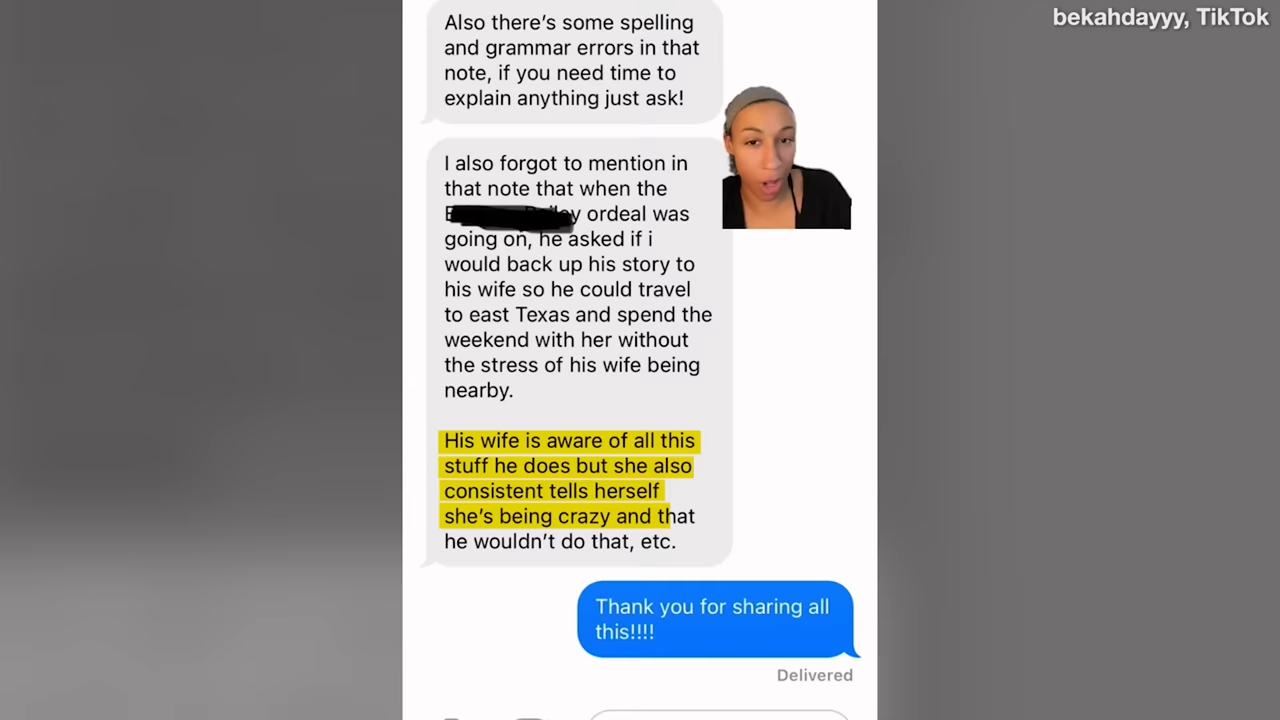 bekahdayyy, TikTok
Also there's some spelling
and grammar errors in that
note, if you need time to
explain anything just ask!
I also forgot to mention in
that note that when the
ordeal was
going on, he asked if i
would back up his story to
his wife so he could travel
to east Texas and spend the
weekend with her without
the stress of his wife being
nearby.
His wife is aware of all this
stuff he does but she also
consistent tells herself
she's being crazy and that
he wouldn't do that, etc.
Thank you for sharing all
this!!!!
Delivered